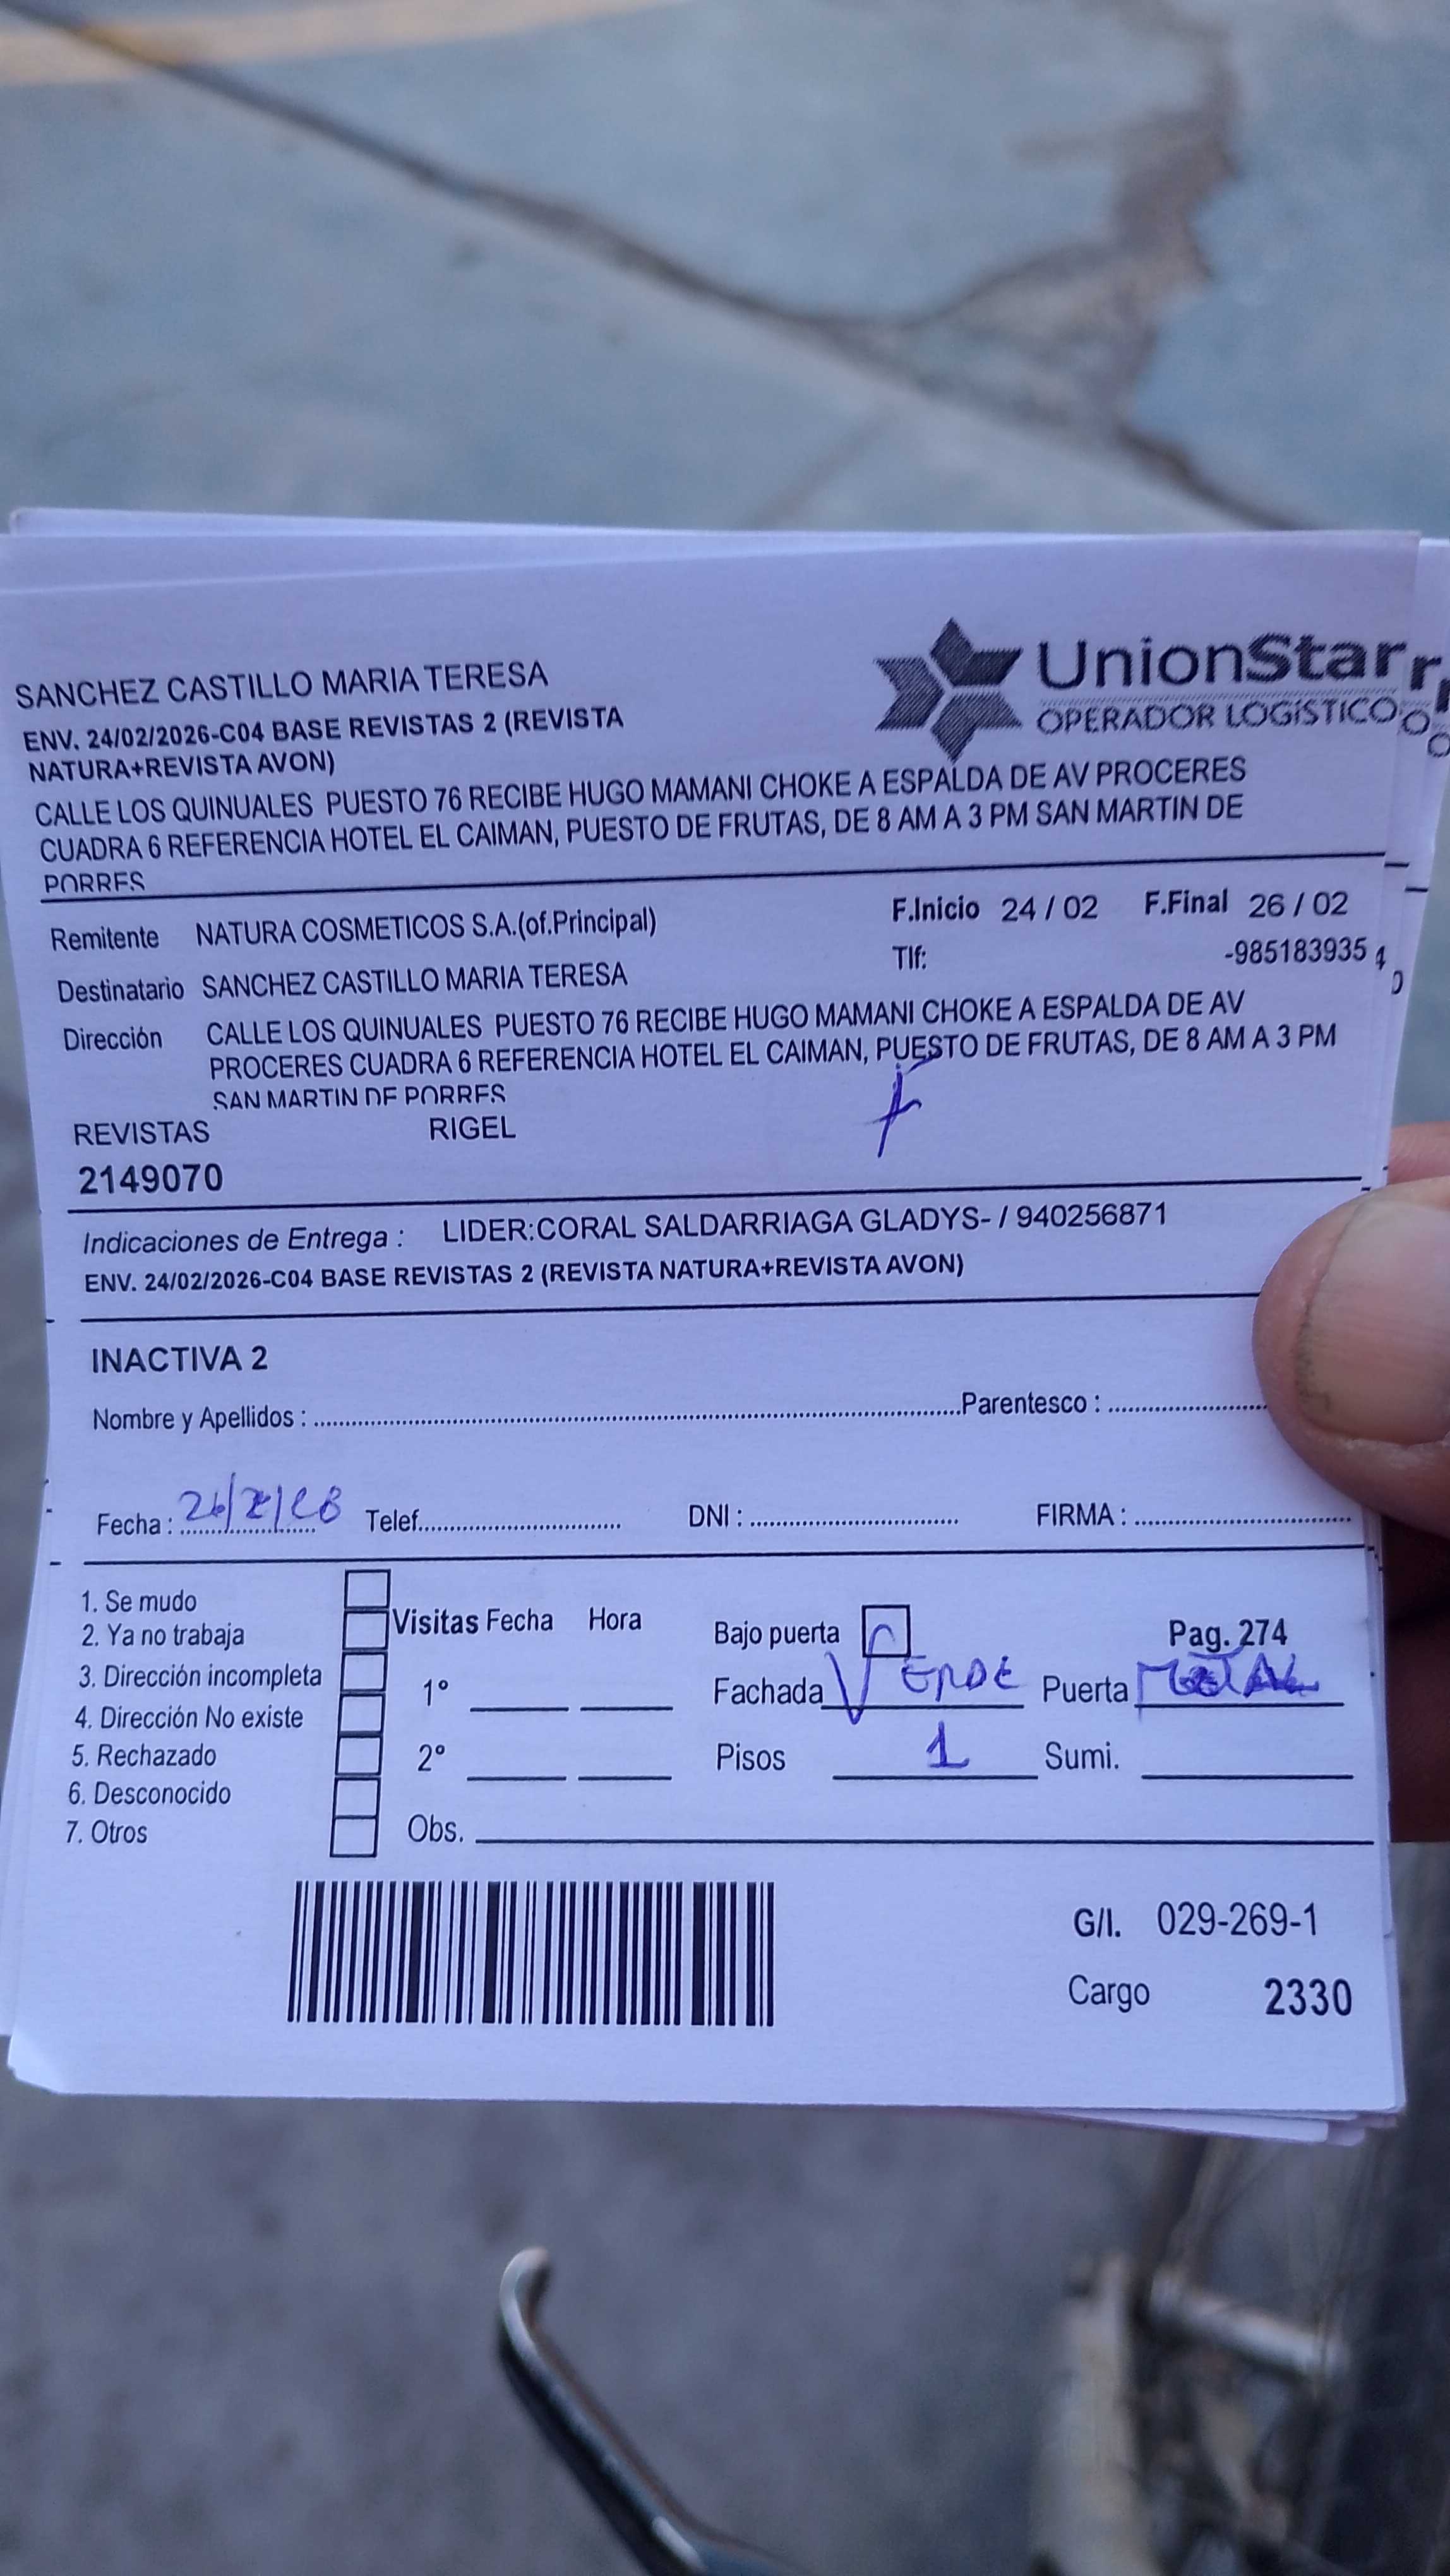 SANCHEZ CASTILLO MARIA TERESA
UnionStar
OPERADOR LOGÍSTICO
ENV. 24/02/2026-C04 BASE REVISTAS 2 (REVISTA
NATURA+REVISTA AVON)
CALLE LOS QUINUALES PUESTO 76 RECIBE HUGO MAMANI CHOKE A ESPALDA DE AV PROCERES
CUADRA 6 REFERENCIA HOTEL EL CAIMAN, PUESTO DE FRUTAS, DE 8 AM A 3 PM SAN MARTIN DE
PORRES
Remitente NATURA COSMETICOS S.A.(of.Principal) F.Inicio 24 / 02 F.Final 26 / 02
Destinatario SANCHEZ CASTILLO MARIA TERESA Tlf: -985183935
Dirección CALLE LOS QUINUALES PUESTO 76 RECIBE HUGO MAMANI CHOKE A ESPALDA DE AV
PROCERES CUADRA 6 REFERENCIA HOTEL EL CAIMAN, PUESTO DE FRUTAS, DE 8 AM A 3 PM
SAN MARTIN DE PORRES
REVISTAS RIGEL
2149070
Indicaciones de Entrega : LIDER:CORAL SALDARRIAGA GLADYS- / 940256871
ENV. 24/02/2026-C04 BASE REVISTAS 2 (REVISTA NATURA+REVISTA AVON)
INACTIVA 2
Nombre y Apellidos : Parentesco :
Fecha : Telef. DNI : FIRMA :
1. Se mudo
2. Ya no trabaja
3. Dirección incompleta
4. Dirección No existe
5. Rechazado
6. Desconocido
7. Otros
Visitas Fecha Hora
1°
2°
Obs.
Bajo puerta Pag. 274
Fachada VERDE Puerta METAL
Pisos 1 Sumi.
G/I. 029-269-1
Cargo 2330